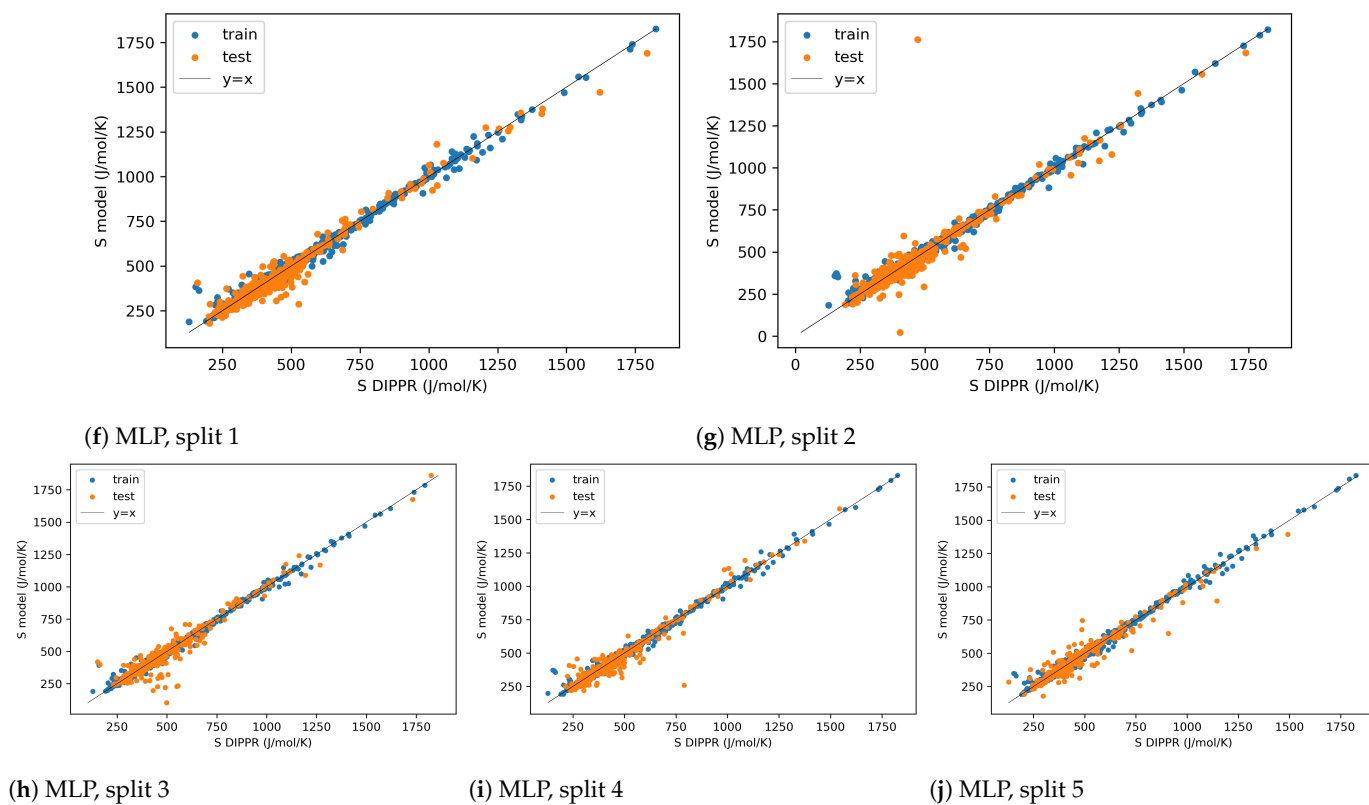 train
test
y=x
1750
1500
1250
1000
750
500
250
S model (J/mol/K)
250 500 750 1000 1250 1500 1750
S DIPPR (J/mol/K)
(f) MLP, split 1
train
test
y=x
1750
1500
1250
1000
750
500
250
0
S model (J/mol/K)
0 250 500 750 1000 1250 1500 1750
S DIPPR (J/mol/K)
(g) MLP, split 2
train
test
y=x
1750
1500
1250
1000
750
500
250
S model (J/mol/K)
250 500 750 1000 1250 1500 1750
S DIPPR (J/mol/K)
(h) MLP, split 3
train
test
y=x
1750
1500
1250
1000
750
500
250
S model (J/mol/K)
250 500 750 1000 1250 1500 1750
S DIPPR (J/mol/K)
(i) MLP, split 4
train
test
y=x
1750
1500
1250
1000
750
500
250
S model (J/mol/K)
250 500 750 1000 1250 1500 1750
S DIPPR (J/mol/K)
(j) MLP, split 5